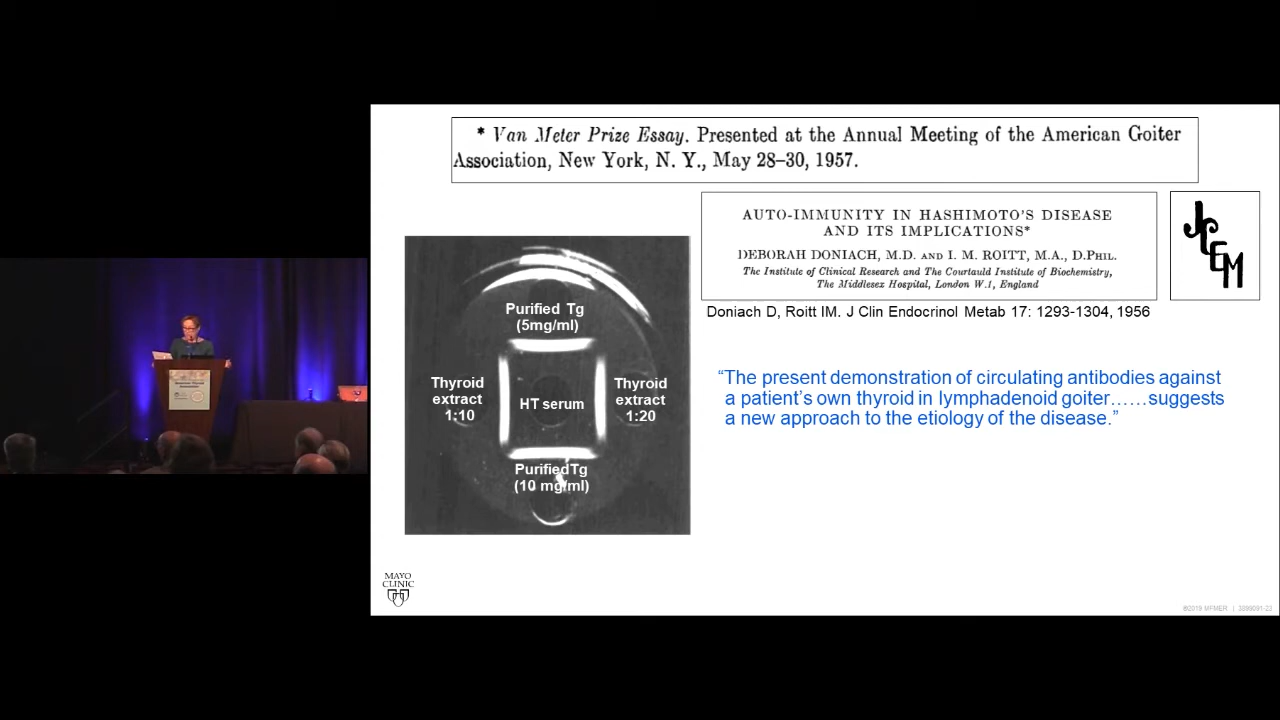 * Van Meter Prize Essay. Presented at the Annual Meeting of the American Goiter
Association, New York, N. Y., May 28–30, 1957.
AUTO-IMMUNITY IN HASHIMOTO'S DISEASE
AND ITS IMPLICATIONS*
DEBORAH DONIACH, M.D. AND I. M. ROITT, M.A., D.PHIL.
The Institute of Clinical Research and The Courtauld Institute of Biochemistry,
The Middlesex Hospital, London W.1, England
JCEM
Doniach D, Roitt IM. J Clin Endocrinol Metab 17: 1293-1304, 1956
Purified Tg
(5mg/ml)
Thyroid
extract
1:10
HT serum
Thyroid
extract
1:20
PurifiedTg
(10 mg/ml)
“The present demonstration of circulating antibodies against
a patient’s own thyroid in lymphadenoid goiter……suggests
a new approach to the etiology of the disease.”
MAYO
CLINIC
©2019 MFMER | 3899091-23